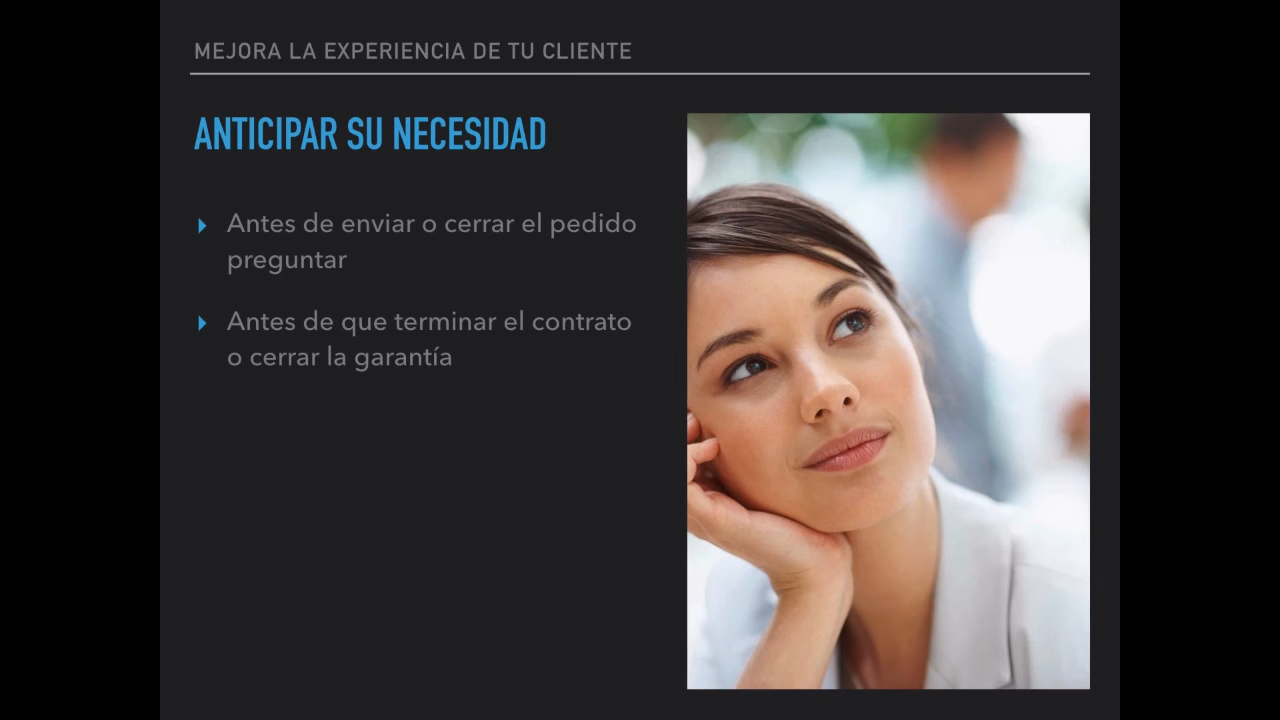 MEJORA LA EXPERIENCIA DE TU CLIENTE
ANTICIPAR SU NECESIDAD
Antes de enviar o cerrar el pedido
preguntar
Antes de que terminar el contrato
o cerrar la garantía